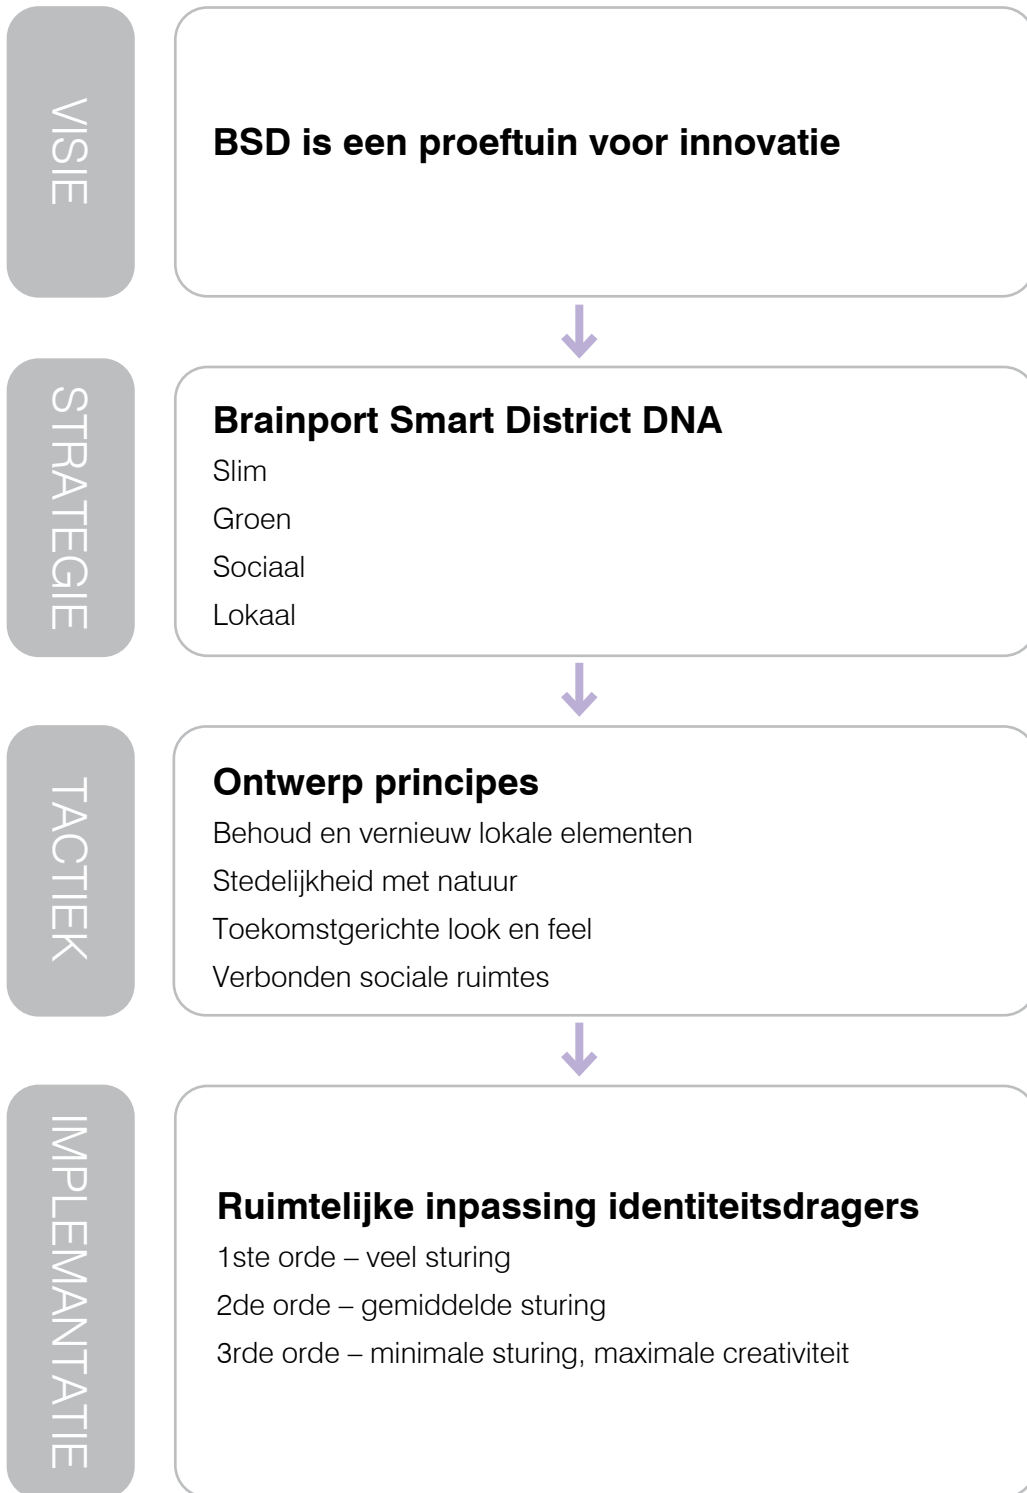 VISIE
BSD is een proeftuin voor innovatie
STRATEGIE
Brainport Smart District DNA
Slim
Groen
Sociaal
Lokaal
TACTIEK
Ontwerp principes
Behoud en vernieuw lokale elementen
Stedelijkheid met natuur
Toekomstgerichte look en feel
Verbonden sociale ruimtes
IMPLEMANTATIE
Ruimtelijke inpassing identiteitsdragers
1ste orde – veel sturing
2de orde – gemiddelde sturing
3rde orde – minimale sturing, maximale creativiteit